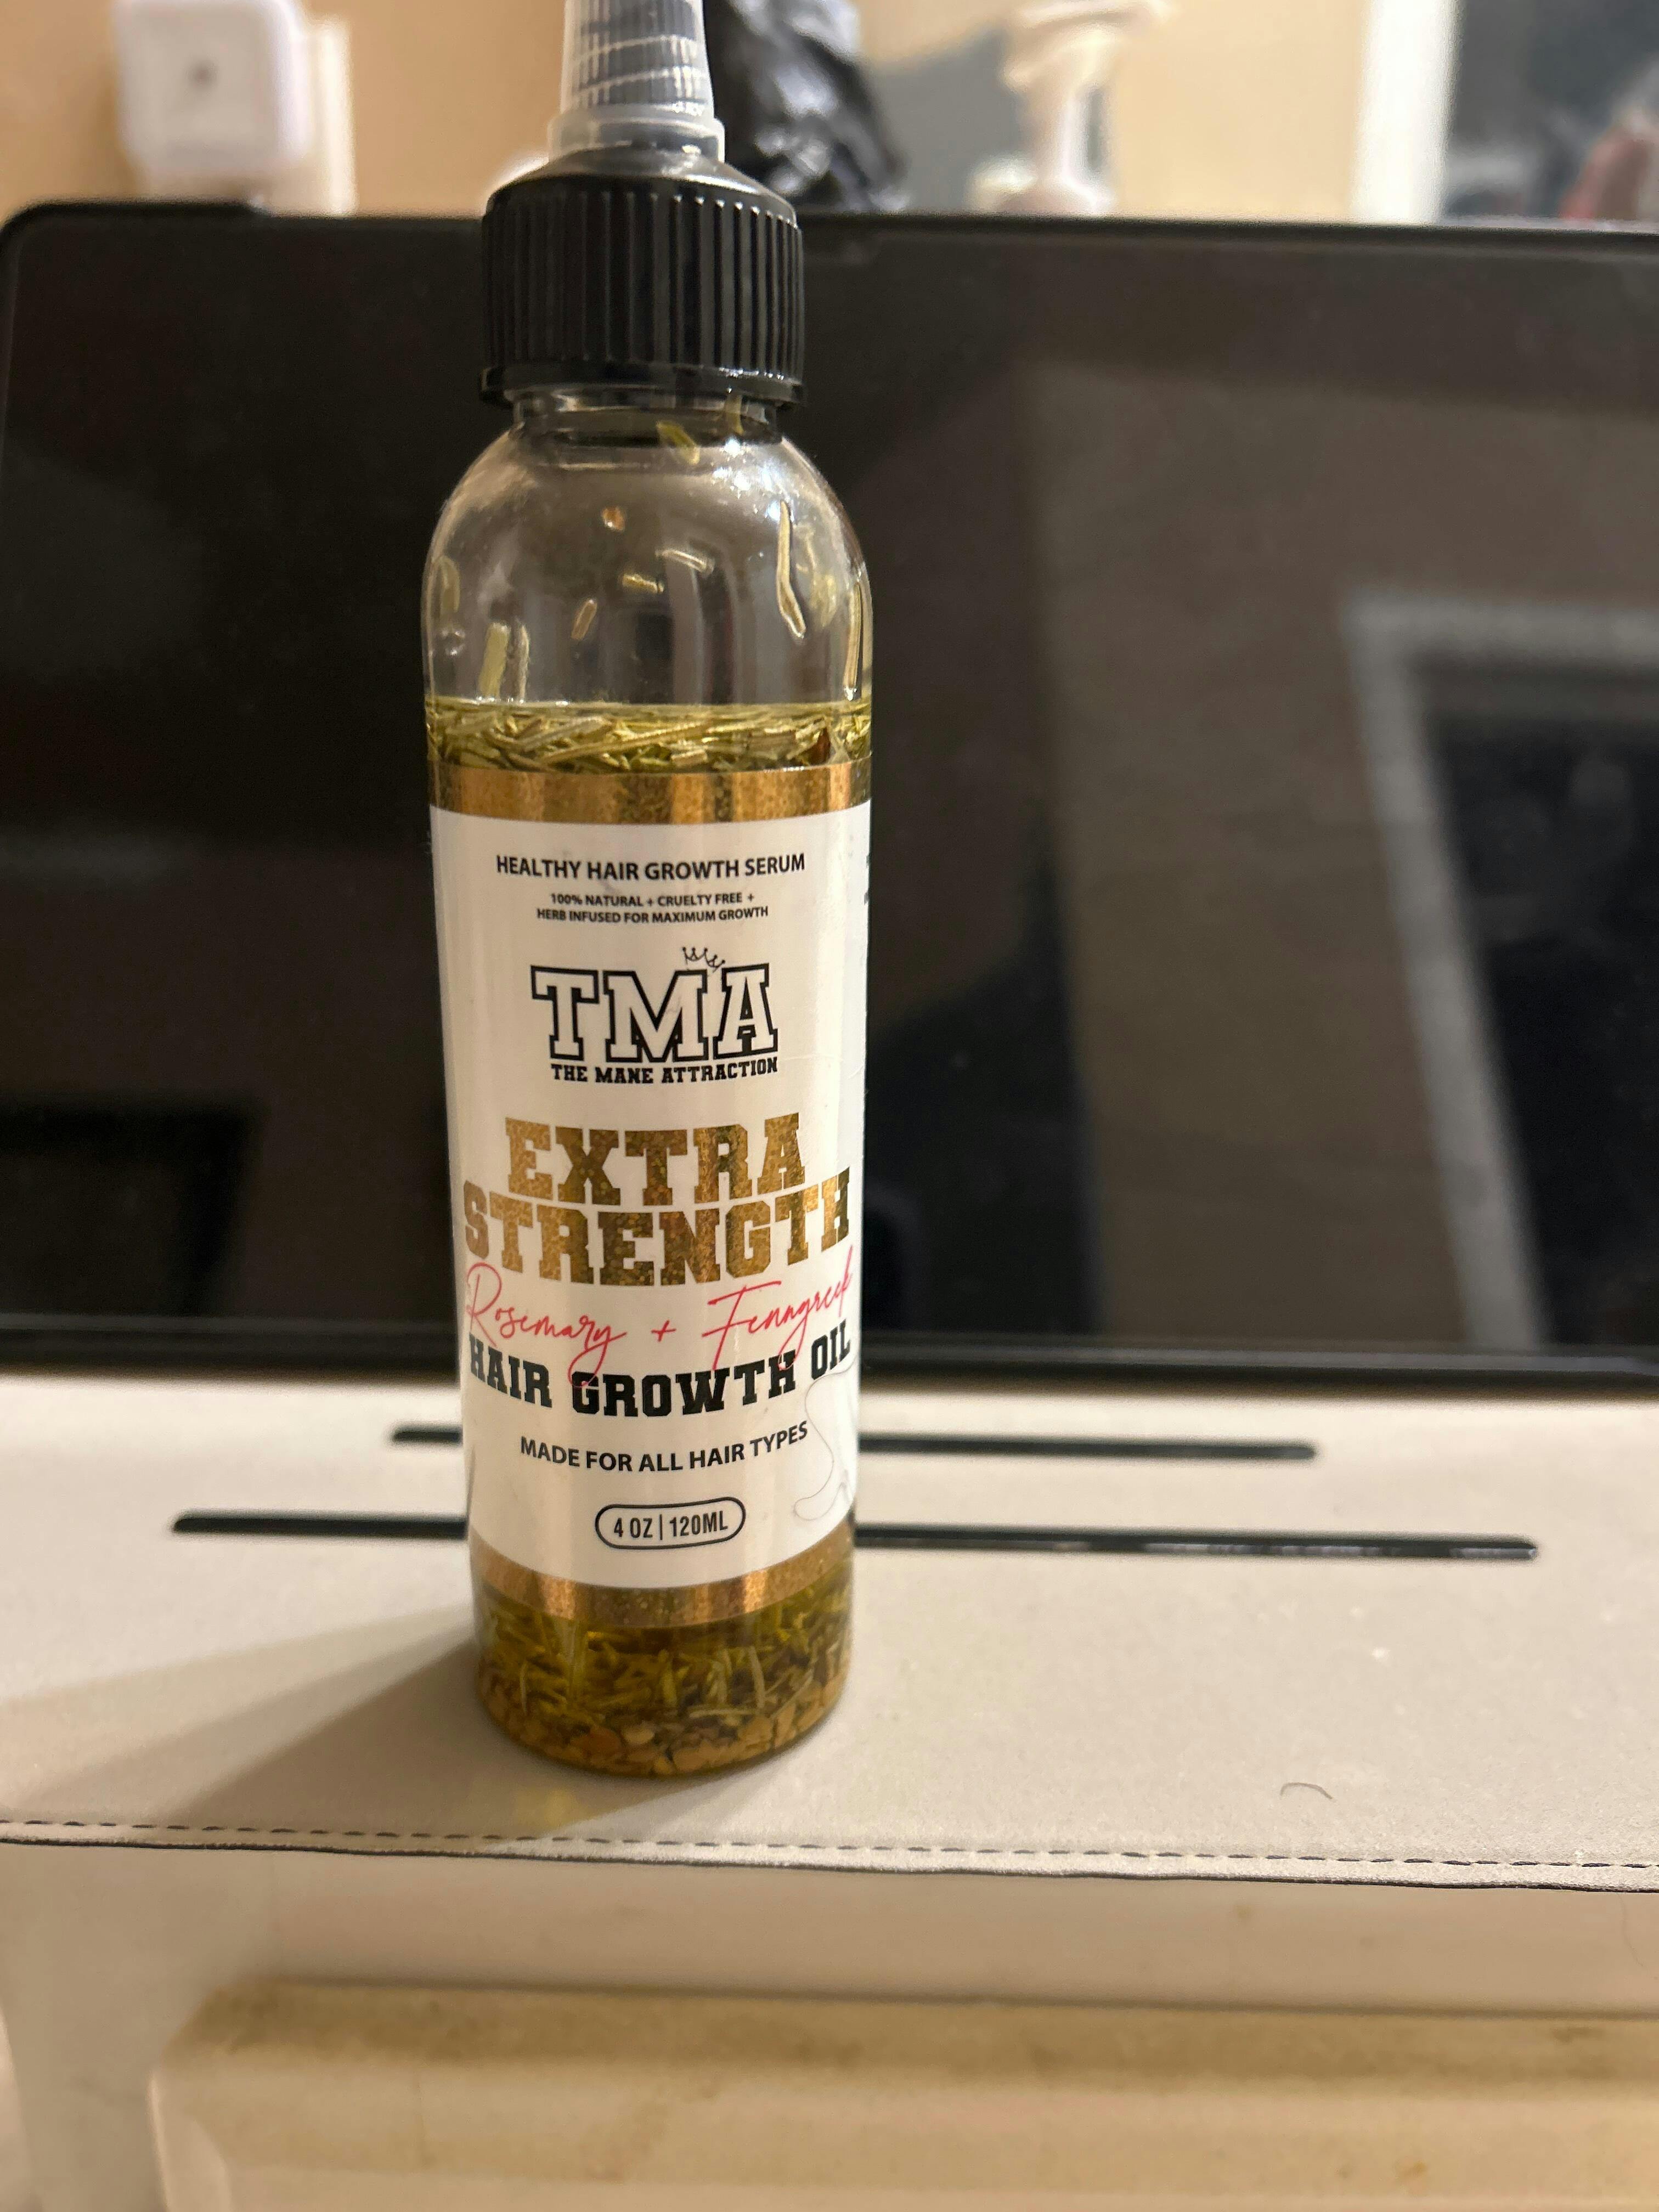 HEALTHY HAIR GROWTH SERUM
100% NATURAL + CRUELTY FREE +
HERB INFUSED FOR MAXIMUM GROWTH
TMA
THE MANE ATTRACTION
EXTRA
STRENGTH
Rosemary + Fenugreek
HAIR GROWTH OIL
MADE FOR ALL HAIR TYPES
4 OZ | 120ML